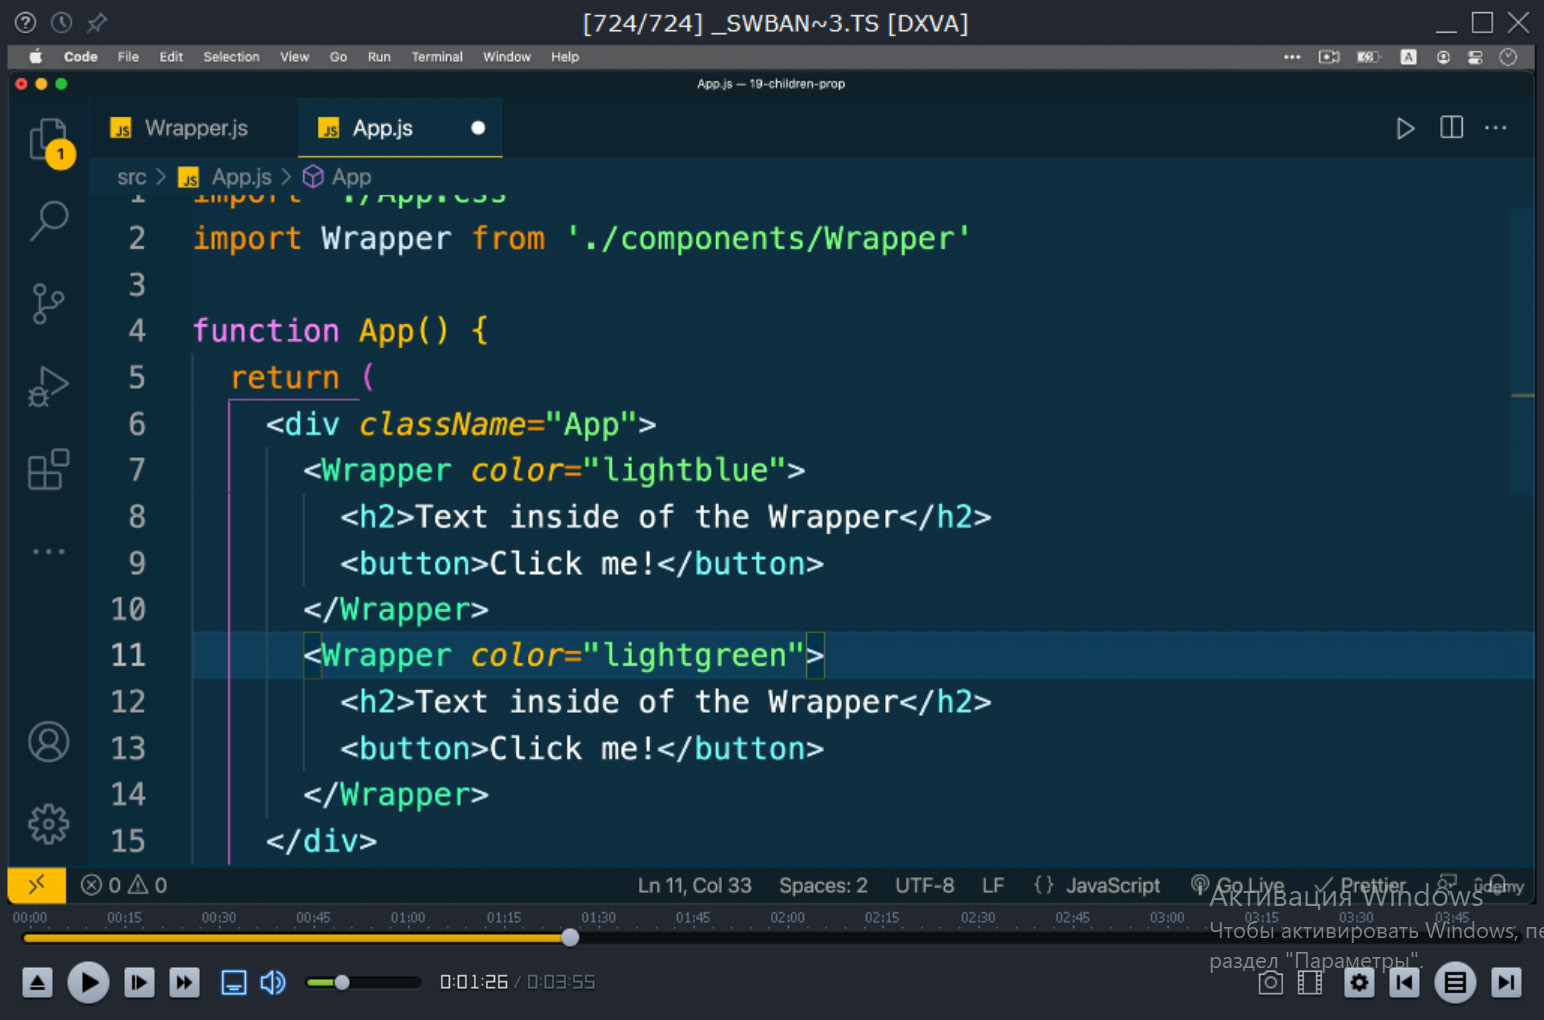 [724/724] _SWBAN~3.TS [DXVA]
Code File Edit Selection View Go Run Terminal Window Help
A
App.js — 19-children-prop
1
JS Wrapper.js
JS App.js
src > JS App.js > App
1 import './App.css'
2 import Wrapper from './components/Wrapper'
3
4 function App() {
5 return (
6 <div className="App">
7 <Wrapper color="lightblue">
8 <h2>Text inside of the Wrapper</h2>
9 <button>Click me!</button>
10 </Wrapper>
11 <Wrapper color="lightgreen">
12 <h2>Text inside of the Wrapper</h2>
13 <button>Click me!</button>
14 </Wrapper>
15 </div>
0 0 Ln 11, Col 33 Spaces: 2 UTF-8 LF {} JavaScript Go Live Prettier ûdemy
Активация Windows
00:00 00:15 00:30 00:45 01:00 01:15 01:30 01:45 02:00 02:15 02:30 02:45 03:00 03:15 03:30 03:45
Чтобы активировать Windows,
раздел "Параметры".
0:01:26 / 0:03:55